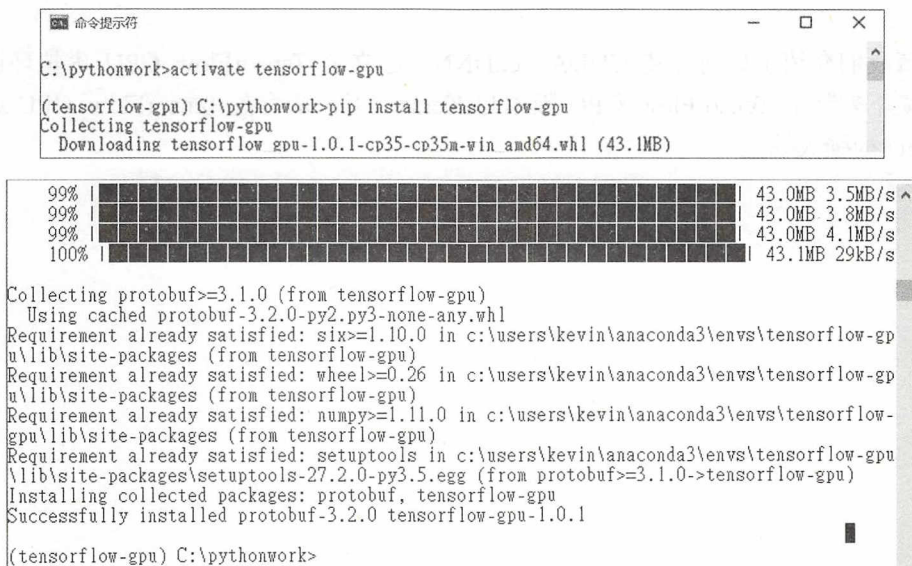 命令提示符
C:\pythonwork>activate tensorflow-gpu
(tensorflow-gpu) C:\pythonwork>pip install tensorflow-gpu
Collecting tensorflow-gpu
Downloading tensorflow_gpu-1.0.1-cp35-cp35m-win_amd64.whl (43.1MB)
99% | | 43.0MB 3.5MB/s
99% | | 43.0MB 3.8MB/s
99% | | 43.0MB 4.1MB/s
100% | | 43.1MB 29kB/s
Collecting protobuf>=3.1.0 (from tensorflow-gpu)
Using cached protobuf-3.2.0-py2.py3-none-any.whl
Requirement already satisfied: six>=1.10.0 in c:\users\kevin\anaconda3\envs\tensorflow-gp
u\lib\site-packages (from tensorflow-gpu)
Requirement already satisfied: wheel>=0.26 in c:\users\kevin\anaconda3\envs\tensorflow-gp
u\lib\site-packages (from tensorflow-gpu)
Requirement already satisfied: numpy>=1.11.0 in c:\users\kevin\anaconda3\envs\tensorflow-
gpu\lib\site-packages (from tensorflow-gpu)
Requirement already satisfied: setuptools in c:\users\kevin\anaconda3\envs\tensorflow-gpu
\lib\site-packages\setuptools-27.2.0-py3.5.egg (from protobuf>=3.1.0->tensorflow-gpu)
Installing collected packages: protobuf, tensorflow-gpu
Successfully installed protobuf-3.2.0 tensorflow-gpu-1.0.1
(tensorflow-gpu) C:\pythonwork>